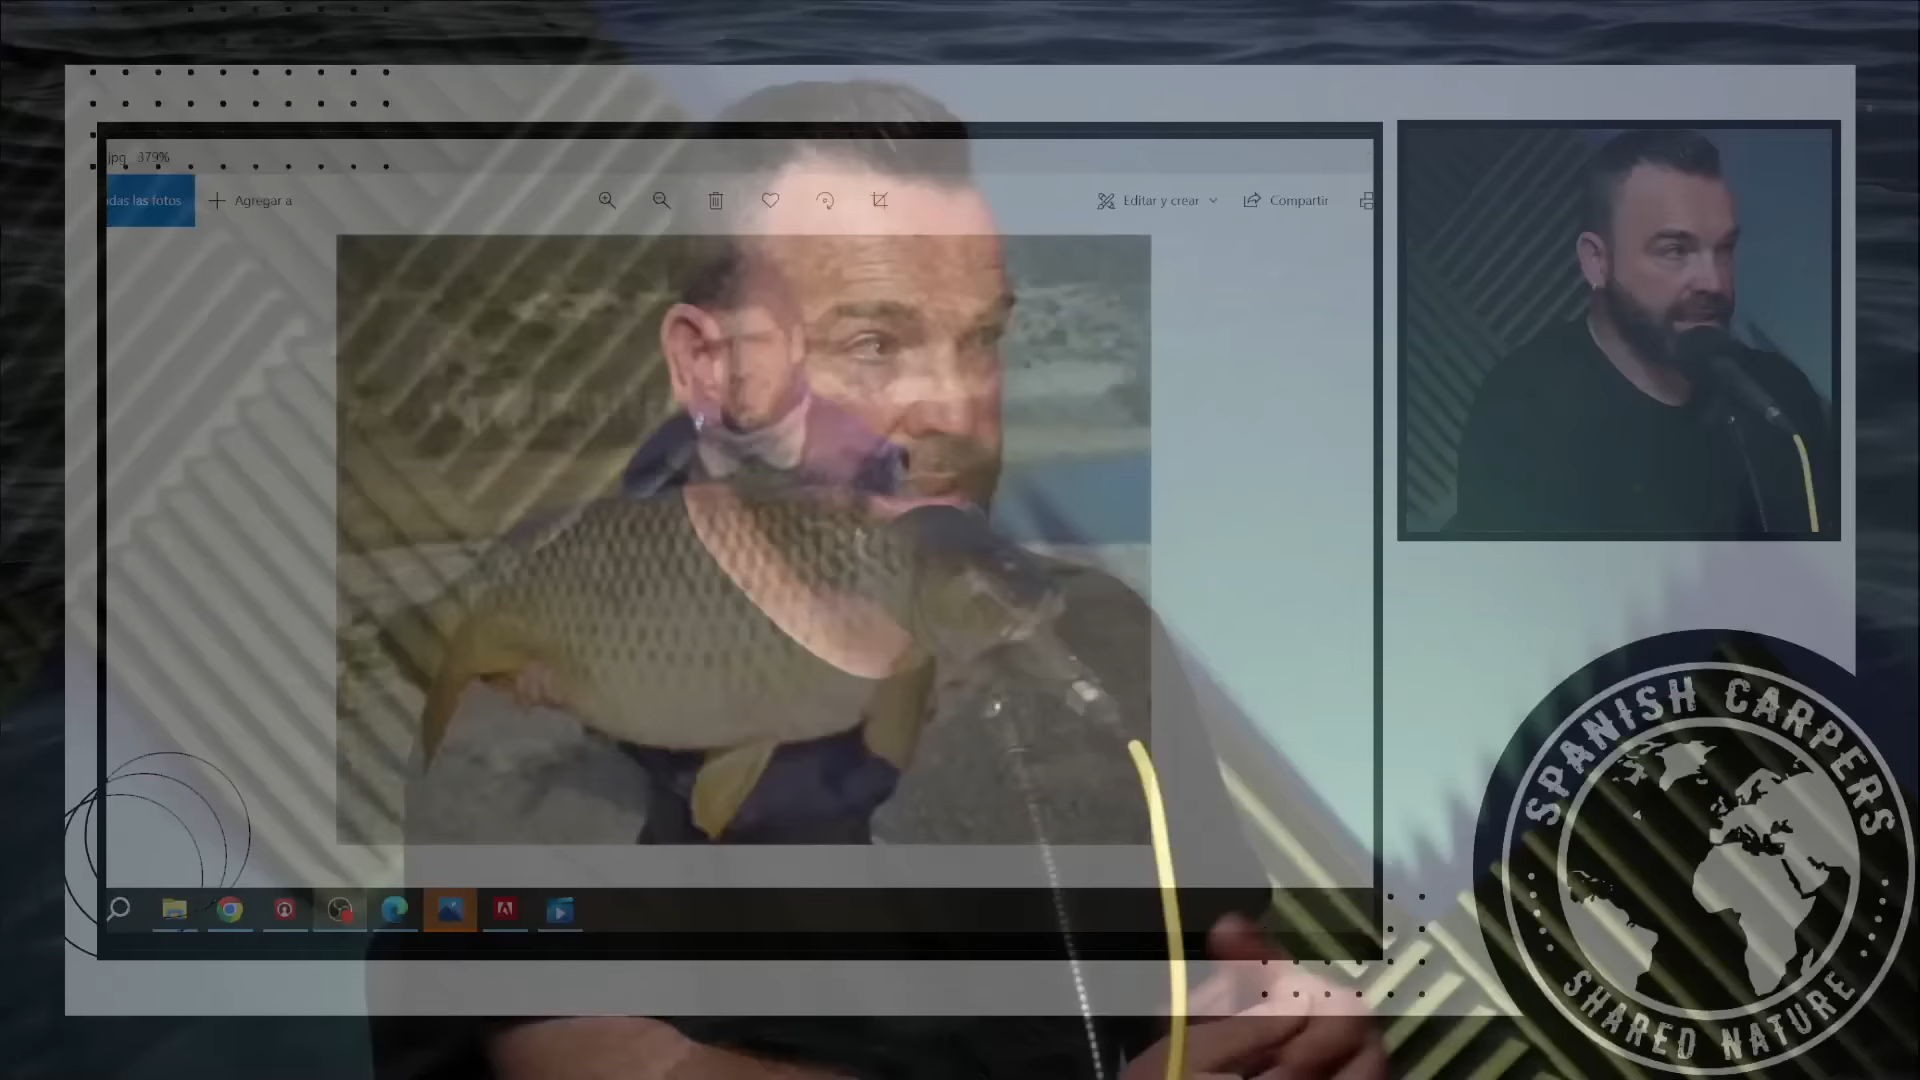 jpg 379%
odas las fotos
Agregar a
Editar y crear
Compartir
SPANISH CARPERS
SHARED NATURE